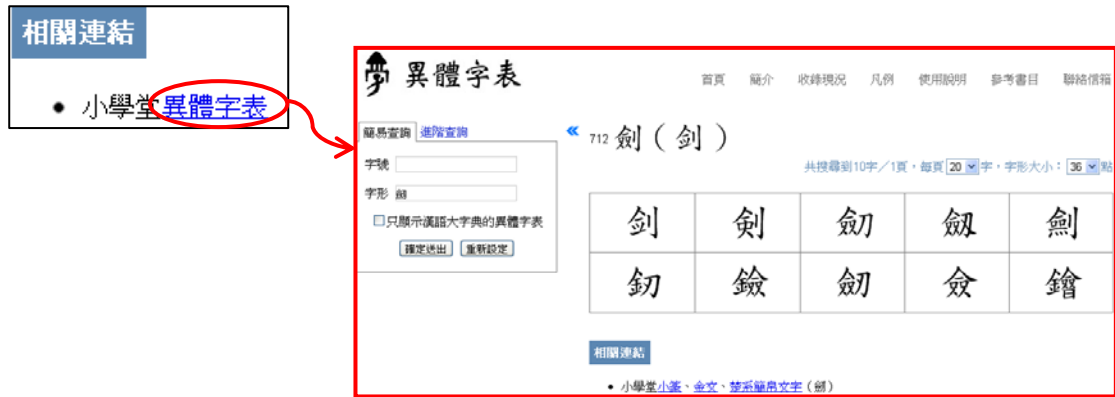 相關連結
• 小學堂異體字表
異體字表
首頁 簡介 收錄現況 凡例 使用說明 參考書目 聯絡信箱
簡易查詢 進階查詢
字號
字形 劍
只顯示漢語大字典的異體字表
確定送出 重新設定
« 712 劍(剑)
共搜尋到10字/1頁,每頁 20 字,字形大小: 36 點
剑 剣 劒 劔 劎
釼 鐱 剱 僉 鐕
相關連結
• 小學堂小篆、金文、楚系簡帛文字(劍)